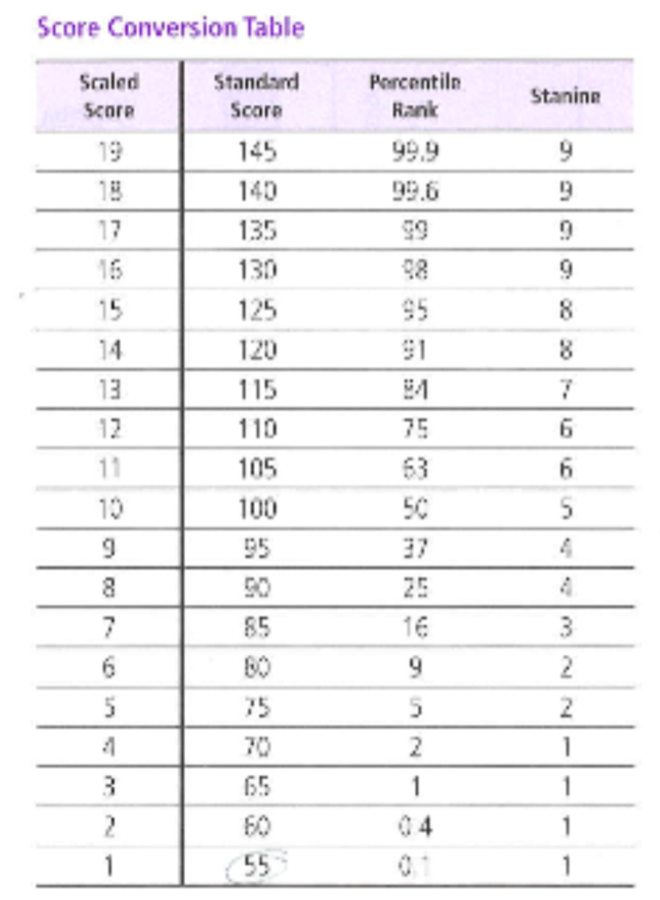 Score Conversion Table
Scaled Score Standard Score Percentile Rank Stanine
19 145 99.9 9
18 140 99.6 9
17 135 99 9
16 130 98 9
15 125 95 8
14 120 91 8
13 115 84 7
12 110 75 6
11 105 63 6
10 100 50 5
9 95 37 4
8 90 25 4
7 85 16 3
6 80 9 2
5 75 5 2
4 70 2 1
3 65 1 1
2 60 0.4 1
1 55 0.1 1